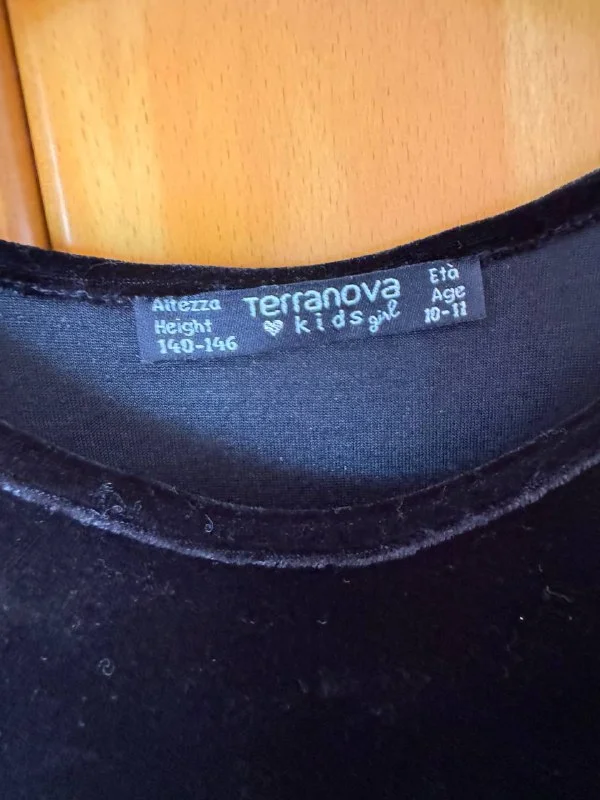 Altezza
Height
140-146
Terranova
kids girl
Età
Age
10-11